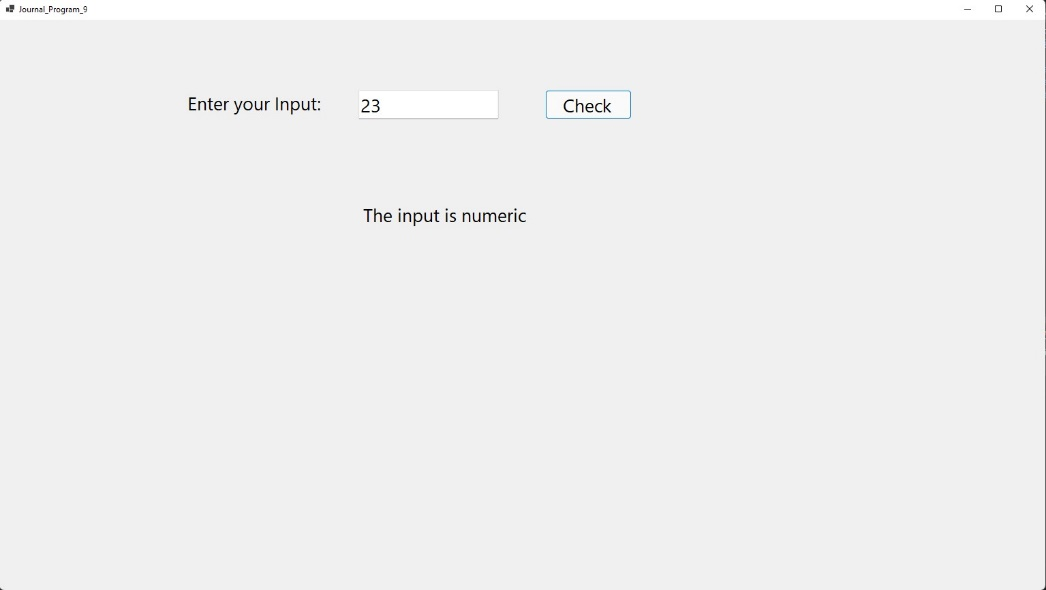 Journal_Program_9
Enter your Input: 23 Check
The input is numeric